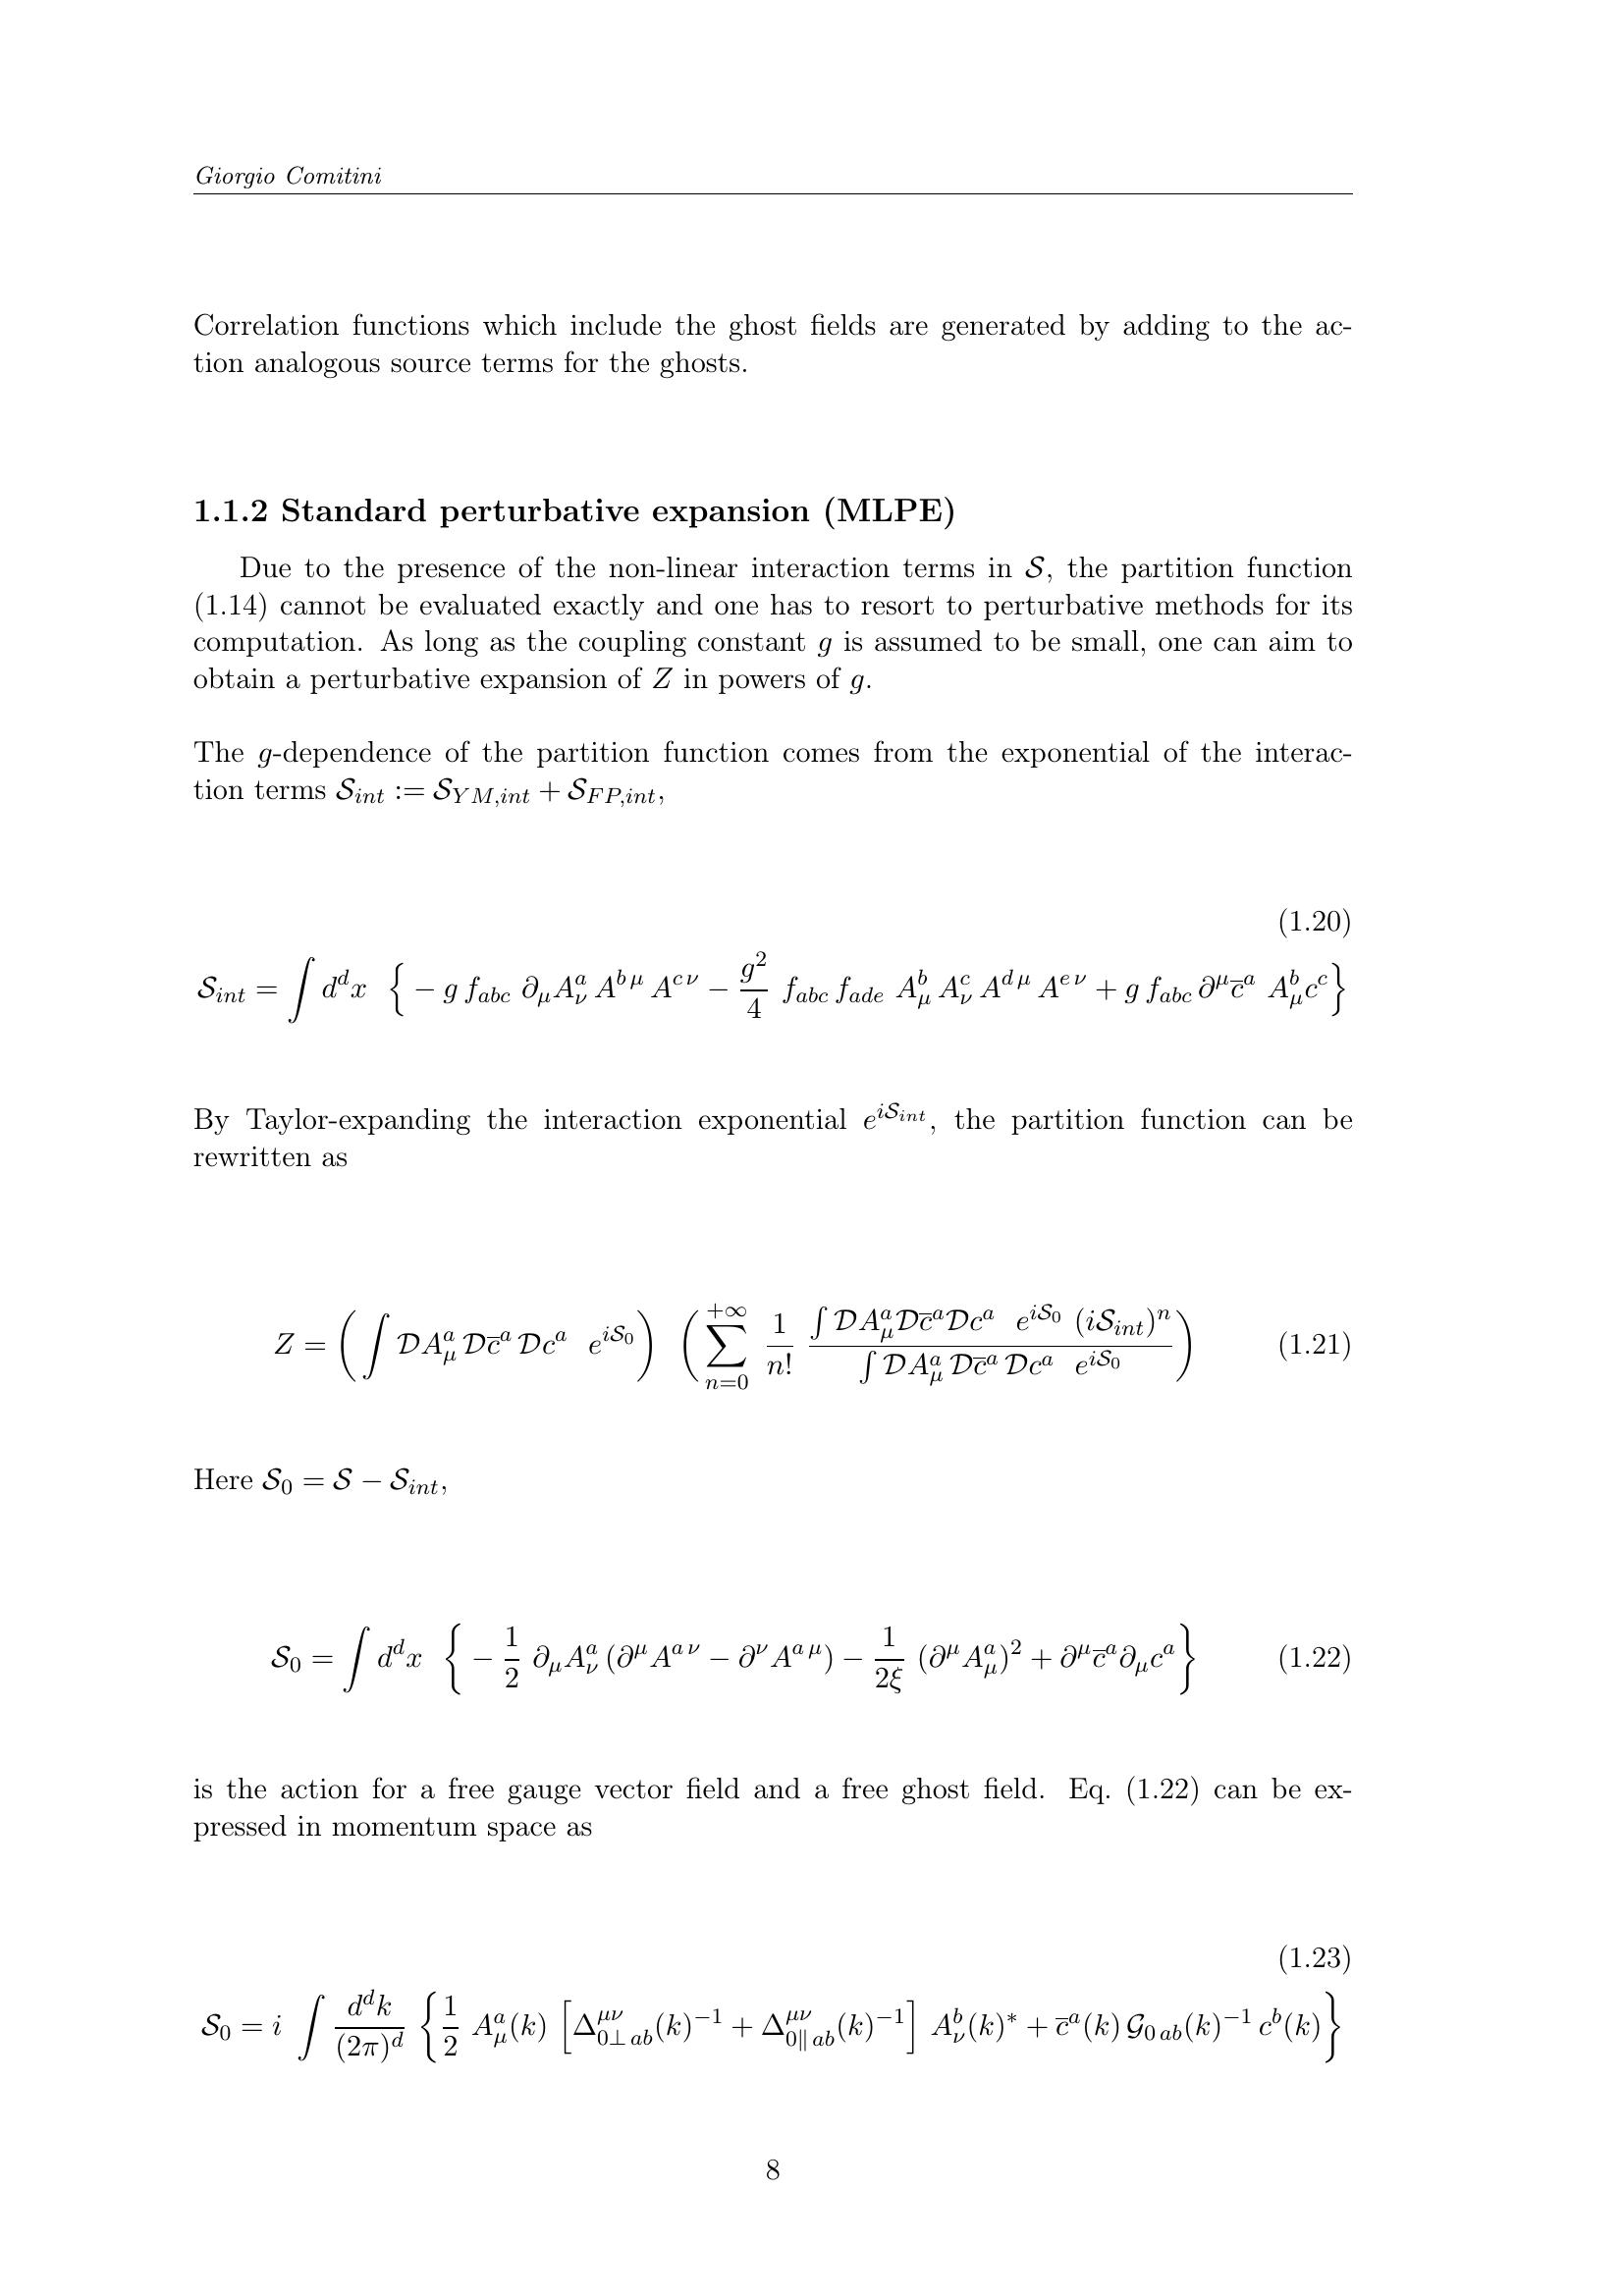 Giorgio Comitini
Correlation functions which include the ghost fields are generated by adding to the ac-
tion analogous source terms for the ghosts.
1.1.2 Standard perturbative expansion (MLPE)
Due to the presence of the non-linear interaction terms in $\mathcal{S}$, the partition function
(1.14) cannot be evaluated exactly and one has to resort to perturbative methods for its
computation. As long as the coupling constant $g$ is assumed to be small, one can aim to
obtain a perturbative expansion of $Z$ in powers of $g$.
The $g$-dependence of the partition function comes from the exponential of the interac-
tion terms $\mathcal{S}_{int} := \mathcal{S}_{YM,int} + \mathcal{S}_{FP,int}$,
(1.20)
$\mathcal{S}_{int} = \int d^d x \ \left\{ - g\, f_{abc}\ \partial_\mu A^a_\nu\, A^{b\,\mu}\, A^{c\,\nu} - \frac{g^2}{4}\ f_{abc}\, f_{ade}\ A^b_\mu\, A^c_\nu\, A^{d\,\mu}\, A^{e\,\nu} + g\, f_{abc}\, \partial^\mu \overline{c}^a\ A^b_\mu c^c \right\}$
By Taylor-expanding the interaction exponential $e^{i\mathcal{S}_{int}}$, the partition function can be
rewritten as
$Z = \left( \int \mathcal{D}A^a_\mu\, \mathcal{D}\overline{c}^a\, \mathcal{D}c^a \ e^{i\mathcal{S}_0} \right) \ \left( \sum_{n=0}^{+\infty} \frac{1}{n!} \ \frac{\int \mathcal{D}A^a_\mu \mathcal{D}\overline{c}^a \mathcal{D}c^a \ e^{i\mathcal{S}_0}\ (i\mathcal{S}_{int})^n}{\int \mathcal{D}A^a_\mu\, \mathcal{D}\overline{c}^a\, \mathcal{D}c^a \ e^{i\mathcal{S}_0}} \right)$ (1.21)
Here $\mathcal{S}_0 = \mathcal{S} - \mathcal{S}_{int}$,
$\mathcal{S}_0 = \int d^d x \ \left\{ - \frac{1}{2}\ \partial_\mu A^a_\nu\, (\partial^\mu A^{a\,\nu} - \partial^\nu A^{a\,\mu}) - \frac{1}{2\xi}\ (\partial^\mu A^a_\mu)^2 + \partial^\mu \overline{c}^a \partial_\mu c^a \right\}$ (1.22)
is the action for a free gauge vector field and a free ghost field. Eq. (1.22) can be ex-
pressed in momentum space as
(1.23)
$\mathcal{S}_0 = i \int \frac{d^d k}{(2\pi)^d} \left\{ \frac{1}{2}\ A^a_\mu(k) \left[ \Delta^{\mu\nu}_{0\perp\, ab}(k)^{-1} + \Delta^{\mu\nu}_{0\parallel\, ab}(k)^{-1} \right] A^b_\nu(k)^* + \overline{c}^a(k)\, \mathcal{G}_{0\, ab}(k)^{-1}\, c^b(k) \right\}$
8